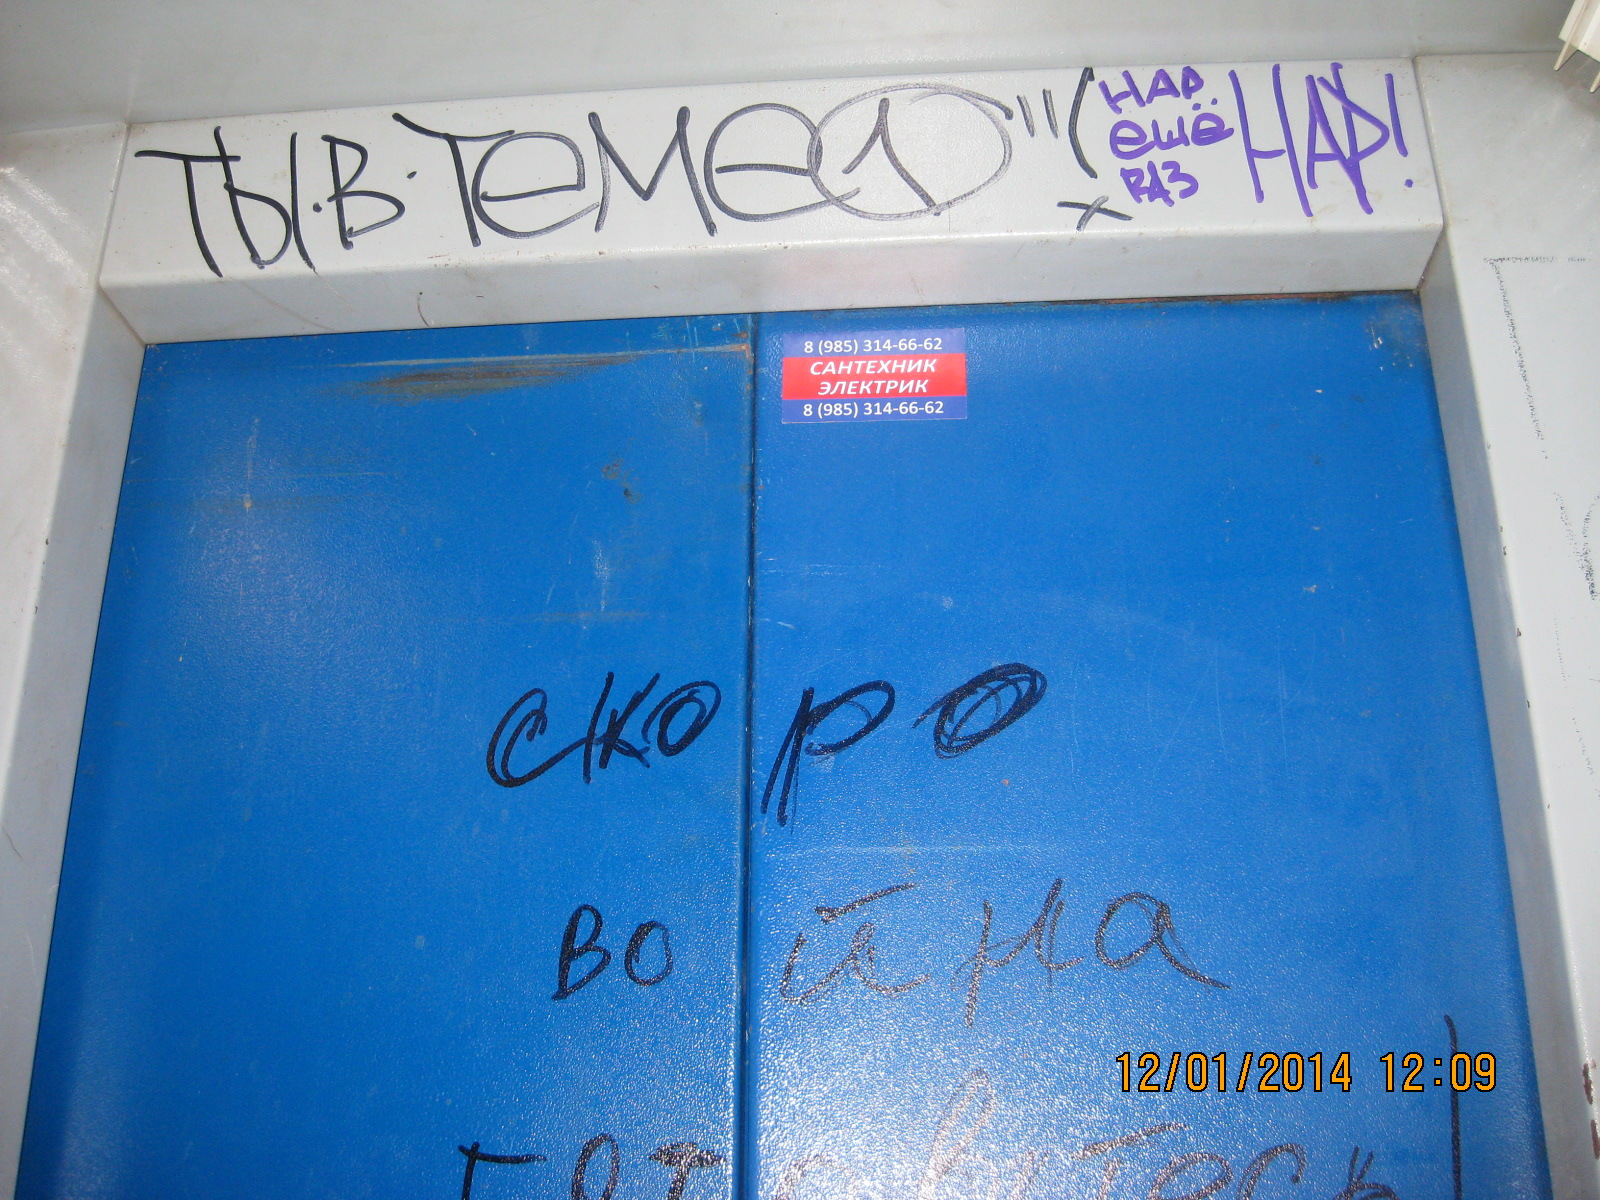 ТЫ.В.ТЕМЕ
НАР
ЕЩЁ
РАЗ
НАР!
8 (985) 314-66-62
САНТЕХНИК
ЭЛЕКТРИК
8 (985) 314-66-62
скоро
война
готовьтесь!
12/01/2014 12:09